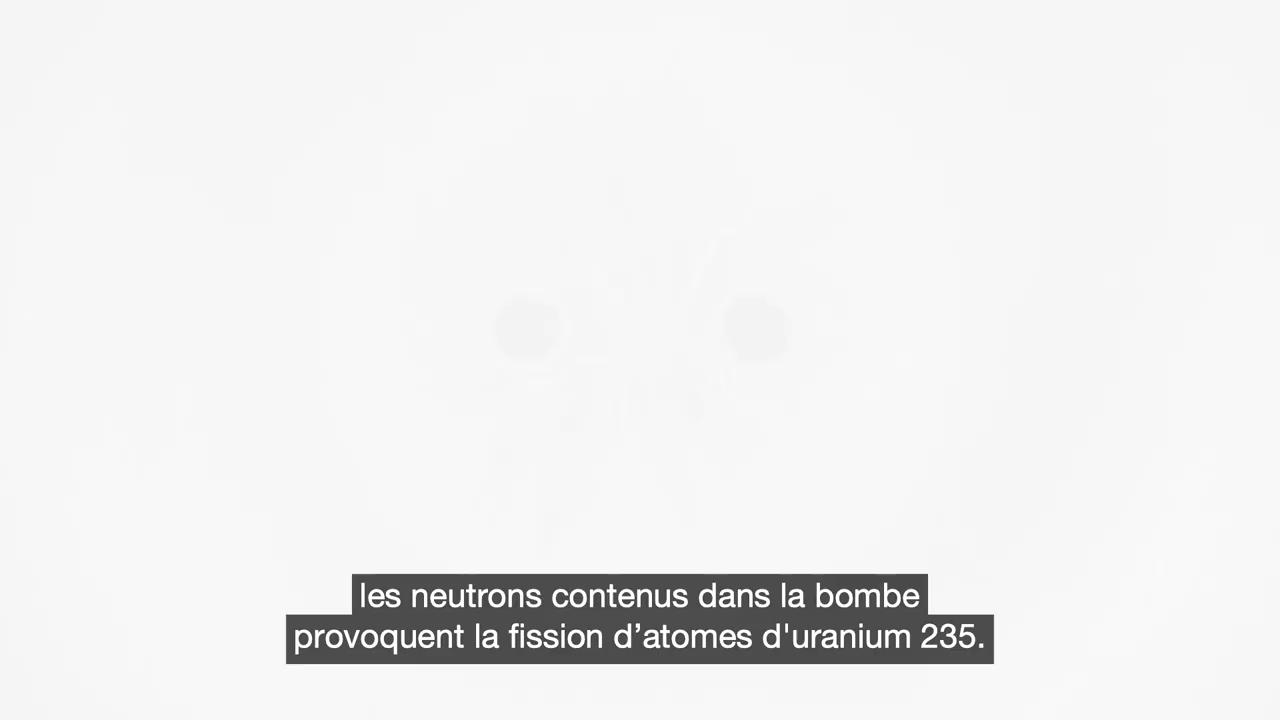 les neutrons contenus dans la bombe
provoquent la fission d’atomes d'uranium 235.